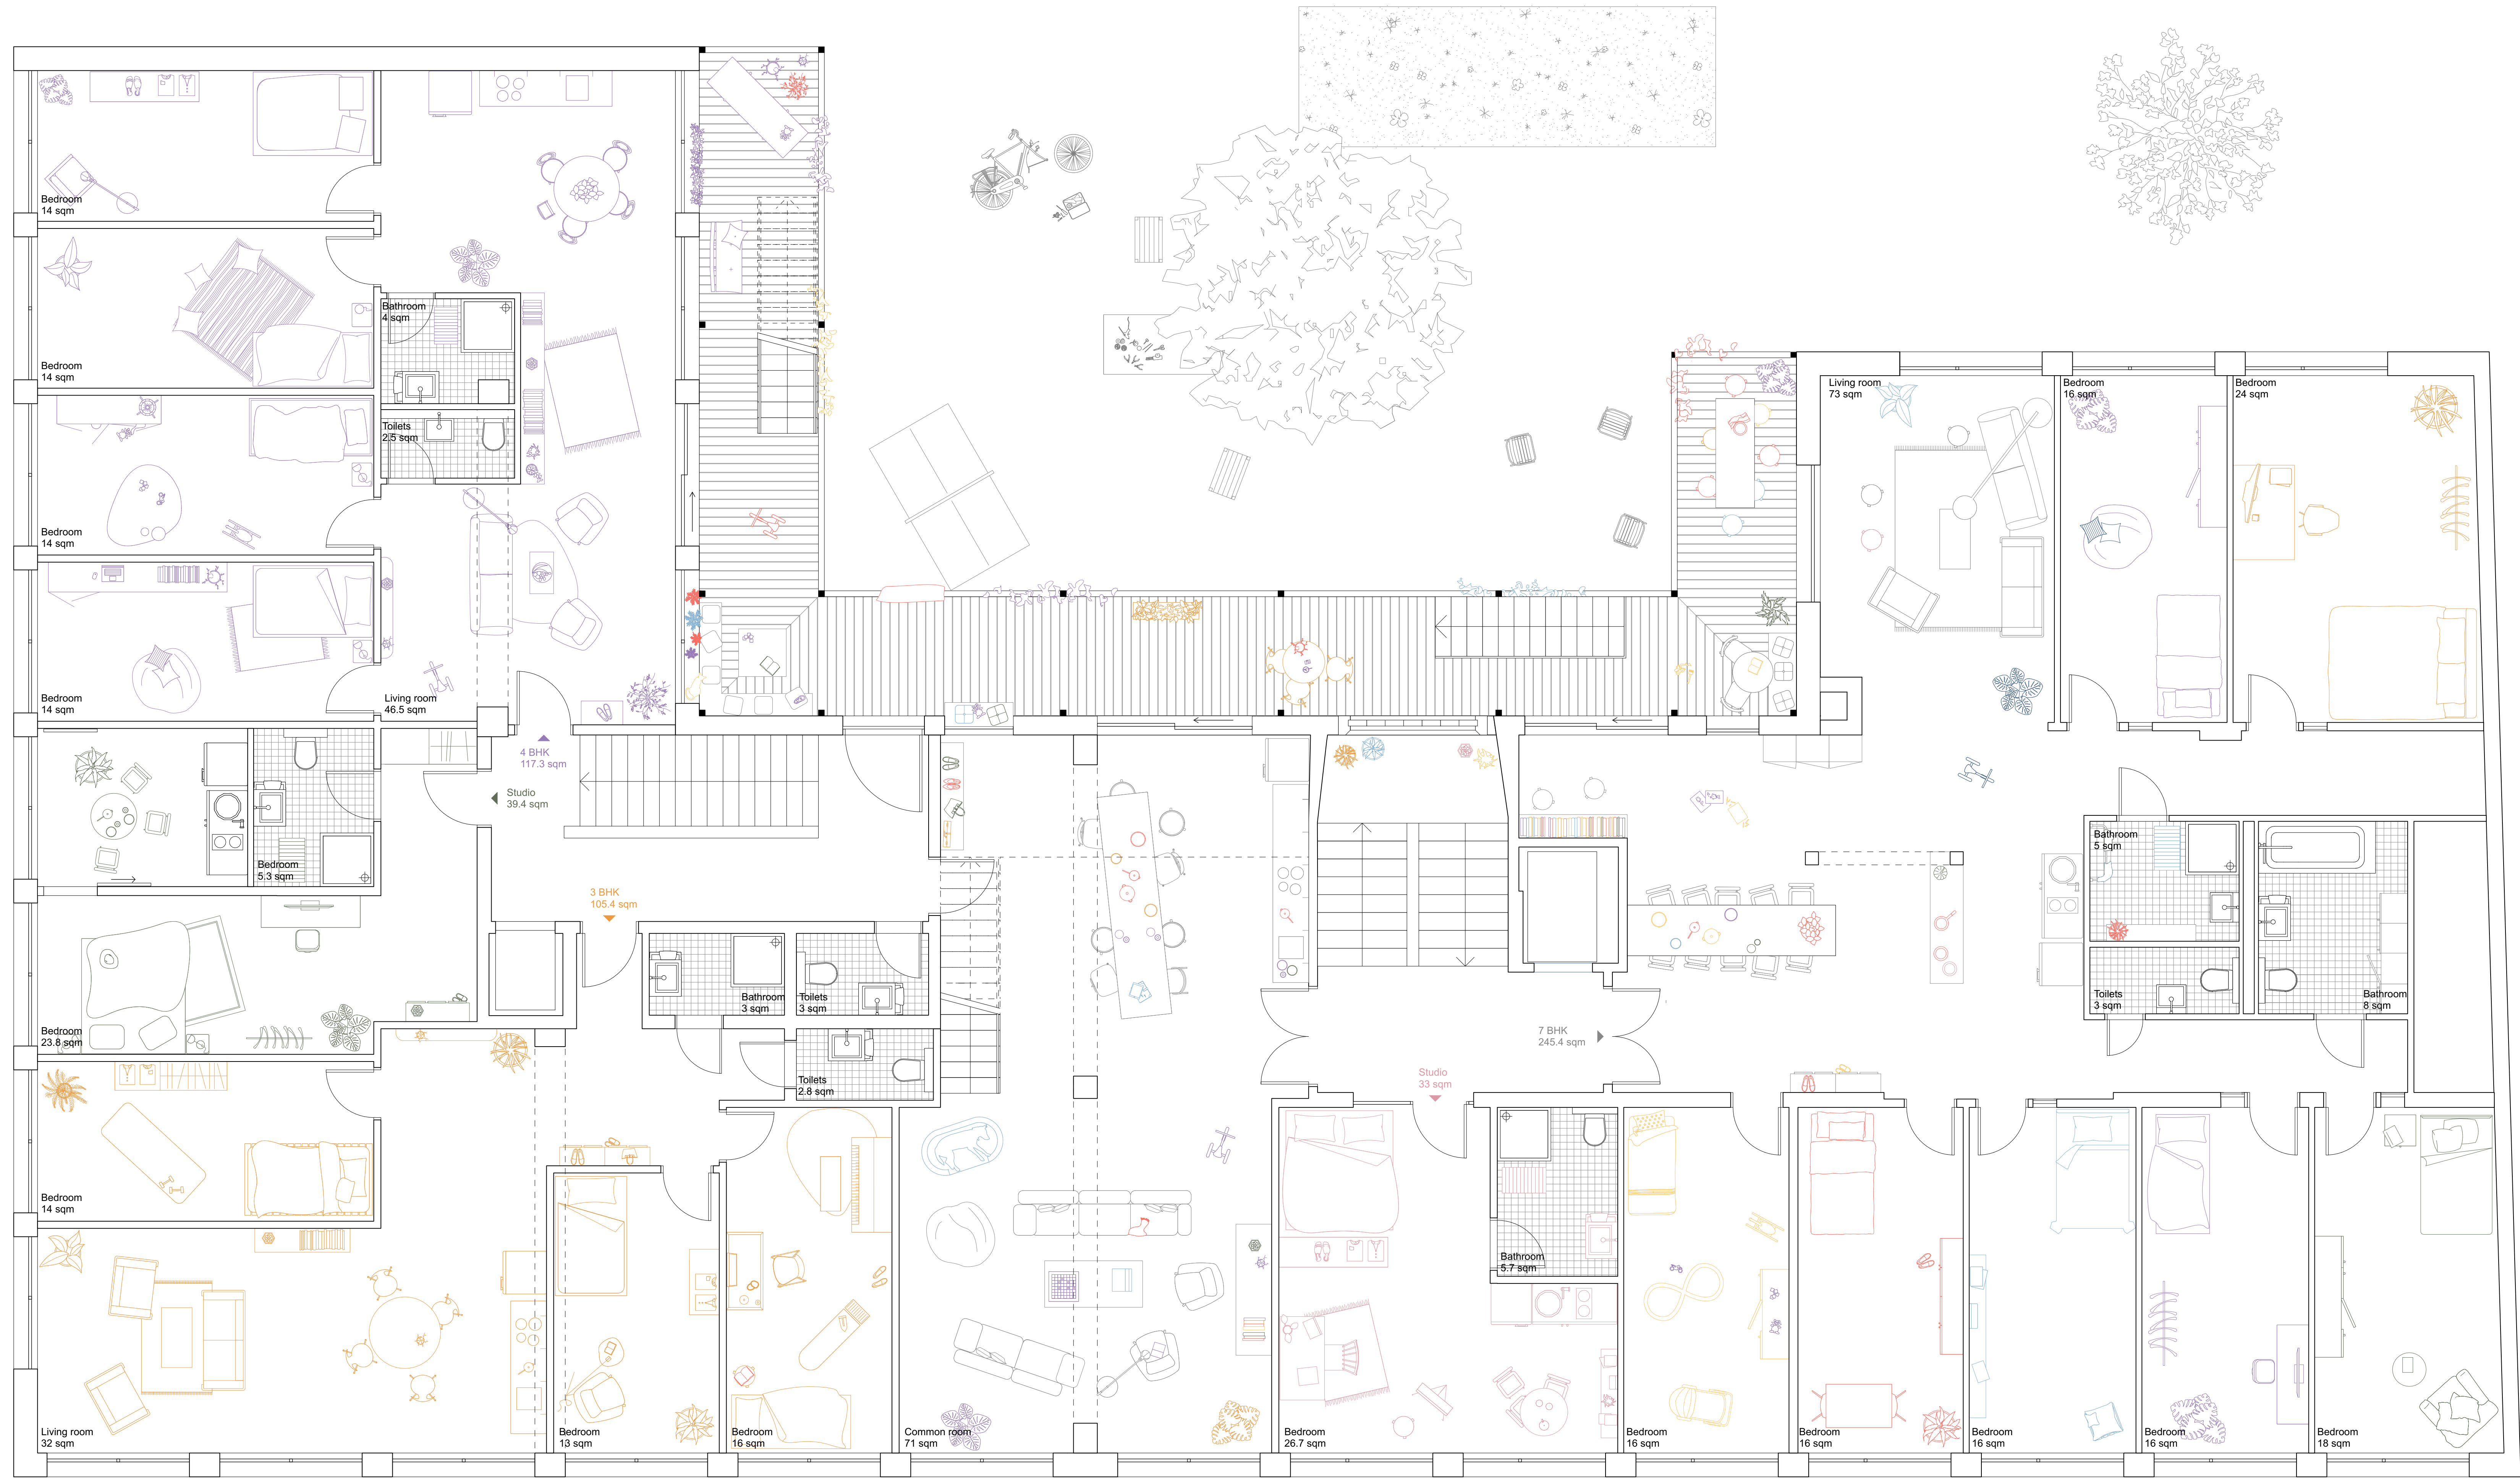 Bedroom
14 sqm
Bedroom
14 sqm
Bathroom
4 sqm
Toilets
2.5 sqm
Bedroom
14 sqm
Bedroom
14 sqm
Living room
46.5 sqm
Living room
73 sqm
Bedroom
16 sqm
Bedroom
24 sqm
4 BHK
117.3 sqm
Studio
39.4 sqm
Bedroom
5.3 sqm
3 BHK
105.4 sqm
Bedroom
23.8 sqm
Bathroom
3 sqm
Toilets
3 sqm
Toilets
2.8 sqm
Bathroom
5 sqm
Toilets
3 sqm
Bathroom
8 sqm
7 BHK
245.4 sqm
Studio
33 sqm
Bedroom
14 sqm
Bathroom
5.7 sqm
Living room
32 sqm
Bedroom
13 sqm
Bedroom
16 sqm
Common room
71 sqm
Bedroom
26.7 sqm
Bedroom
16 sqm
Bedroom
16 sqm
Bedroom
16 sqm
Bedroom
16 sqm
Bedroom
18 sqm